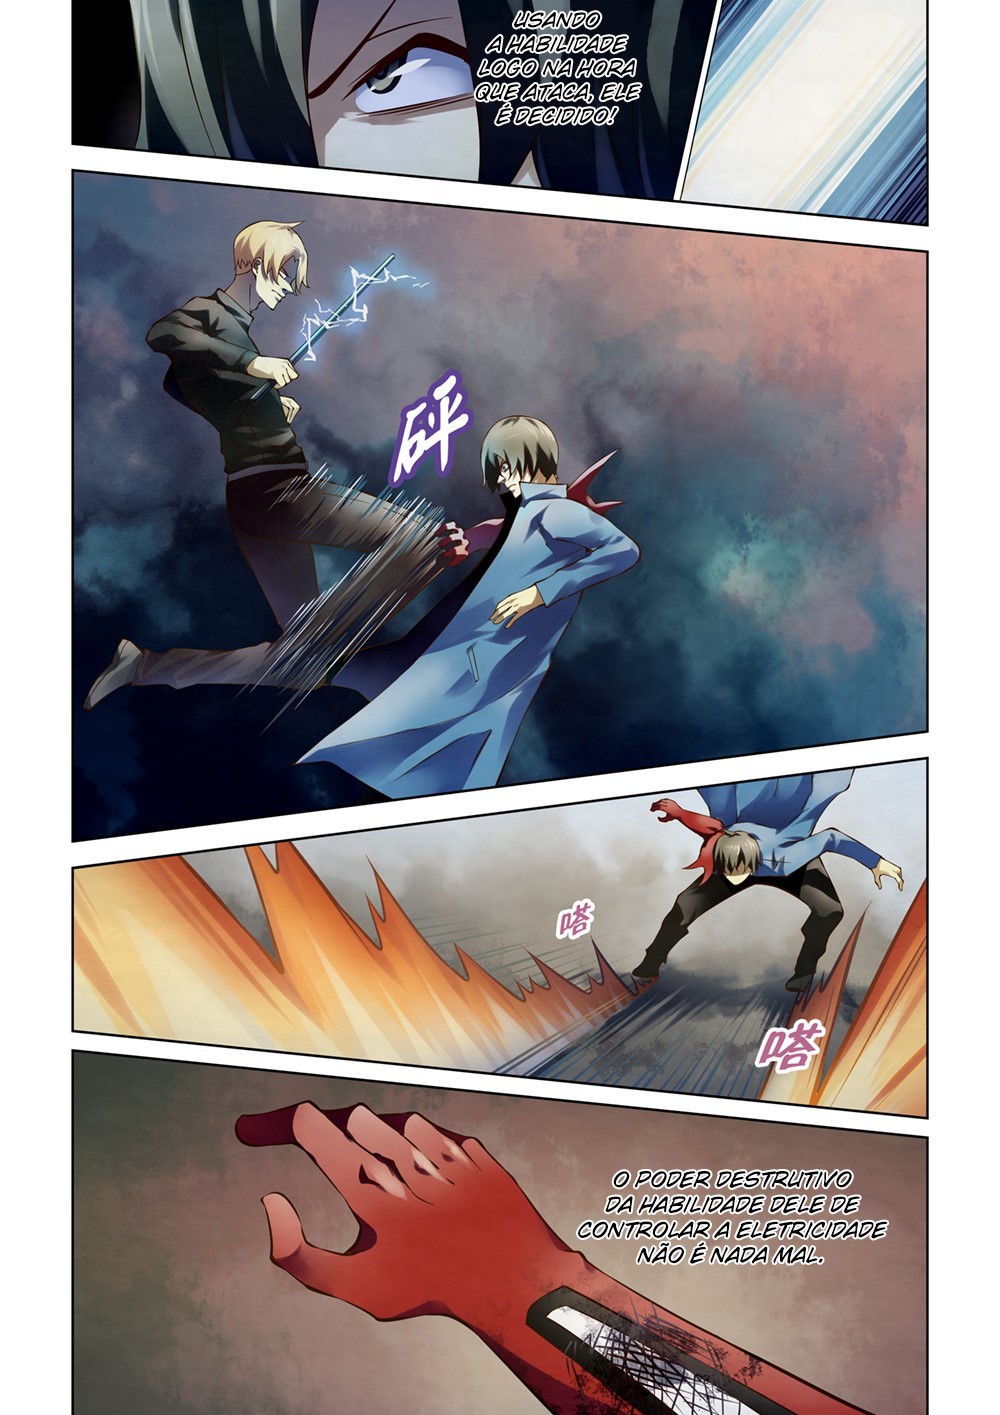 USANDO
A HABILIDADE
LOGO NA HORA
QUE ATACA, ELE
É DECIDIDO!
砰
嗒
嗒
O PODER DESTRUTIVO
DA HABILIDADE DELE DE
CONTROLAR A ELETRICIDADE
NÃO É NADA MAL.